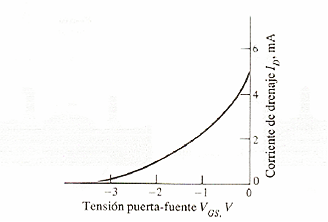 6
4
2
0
-3 -2 -1 0
Corriente de drenaje I_D, mA
Tensión puerta-fuente V_GS, V